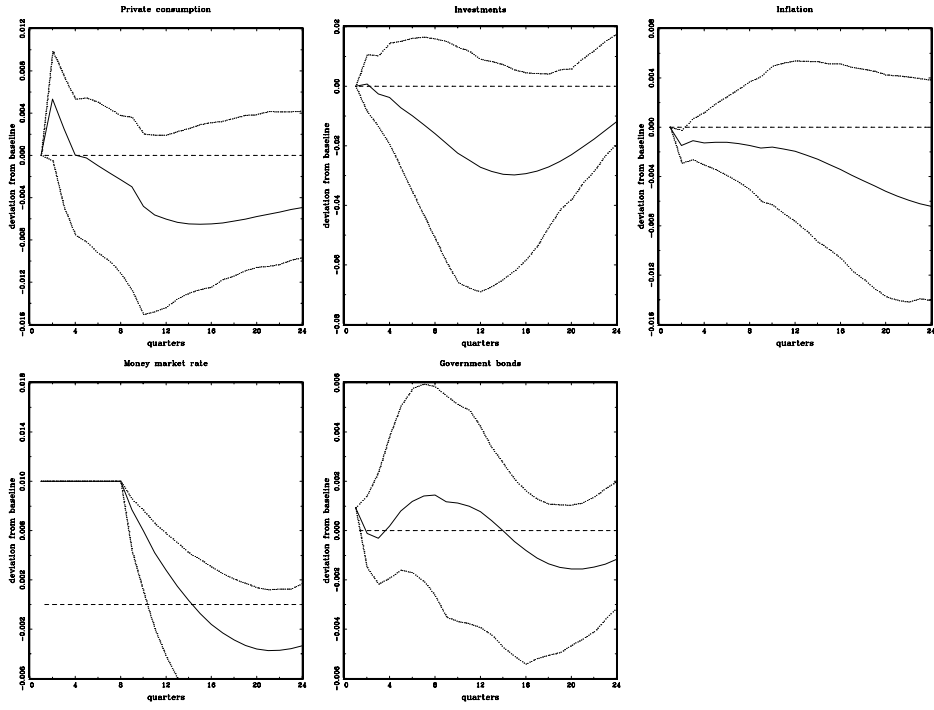 Private consumption
0.012
0.008
0.004
0.000
−0.004
−0.008
−0.012
−0.016
deviation from baseline
0 4 8 12 16 20 24
quarters
Investments
0.02
0.00
−0.02
−0.04
−0.06
−0.08
deviation from baseline
0 4 8 12 16 20 24
quarters
Inflation
0.008
0.004
0.000
−0.004
−0.008
−0.012
−0.016
deviation from baseline
0 4 8 12 16 20 24
quarters
Money market rate
0.018
0.014
0.010
0.006
0.002
−0.002
−0.006
deviation from baseline
0 4 8 12 16 20 24
quarters
Government bonds
0.006
0.004
0.002
0.000
−0.002
−0.004
−0.006
deviation from baseline
0 4 8 12 16 20 24
quarters